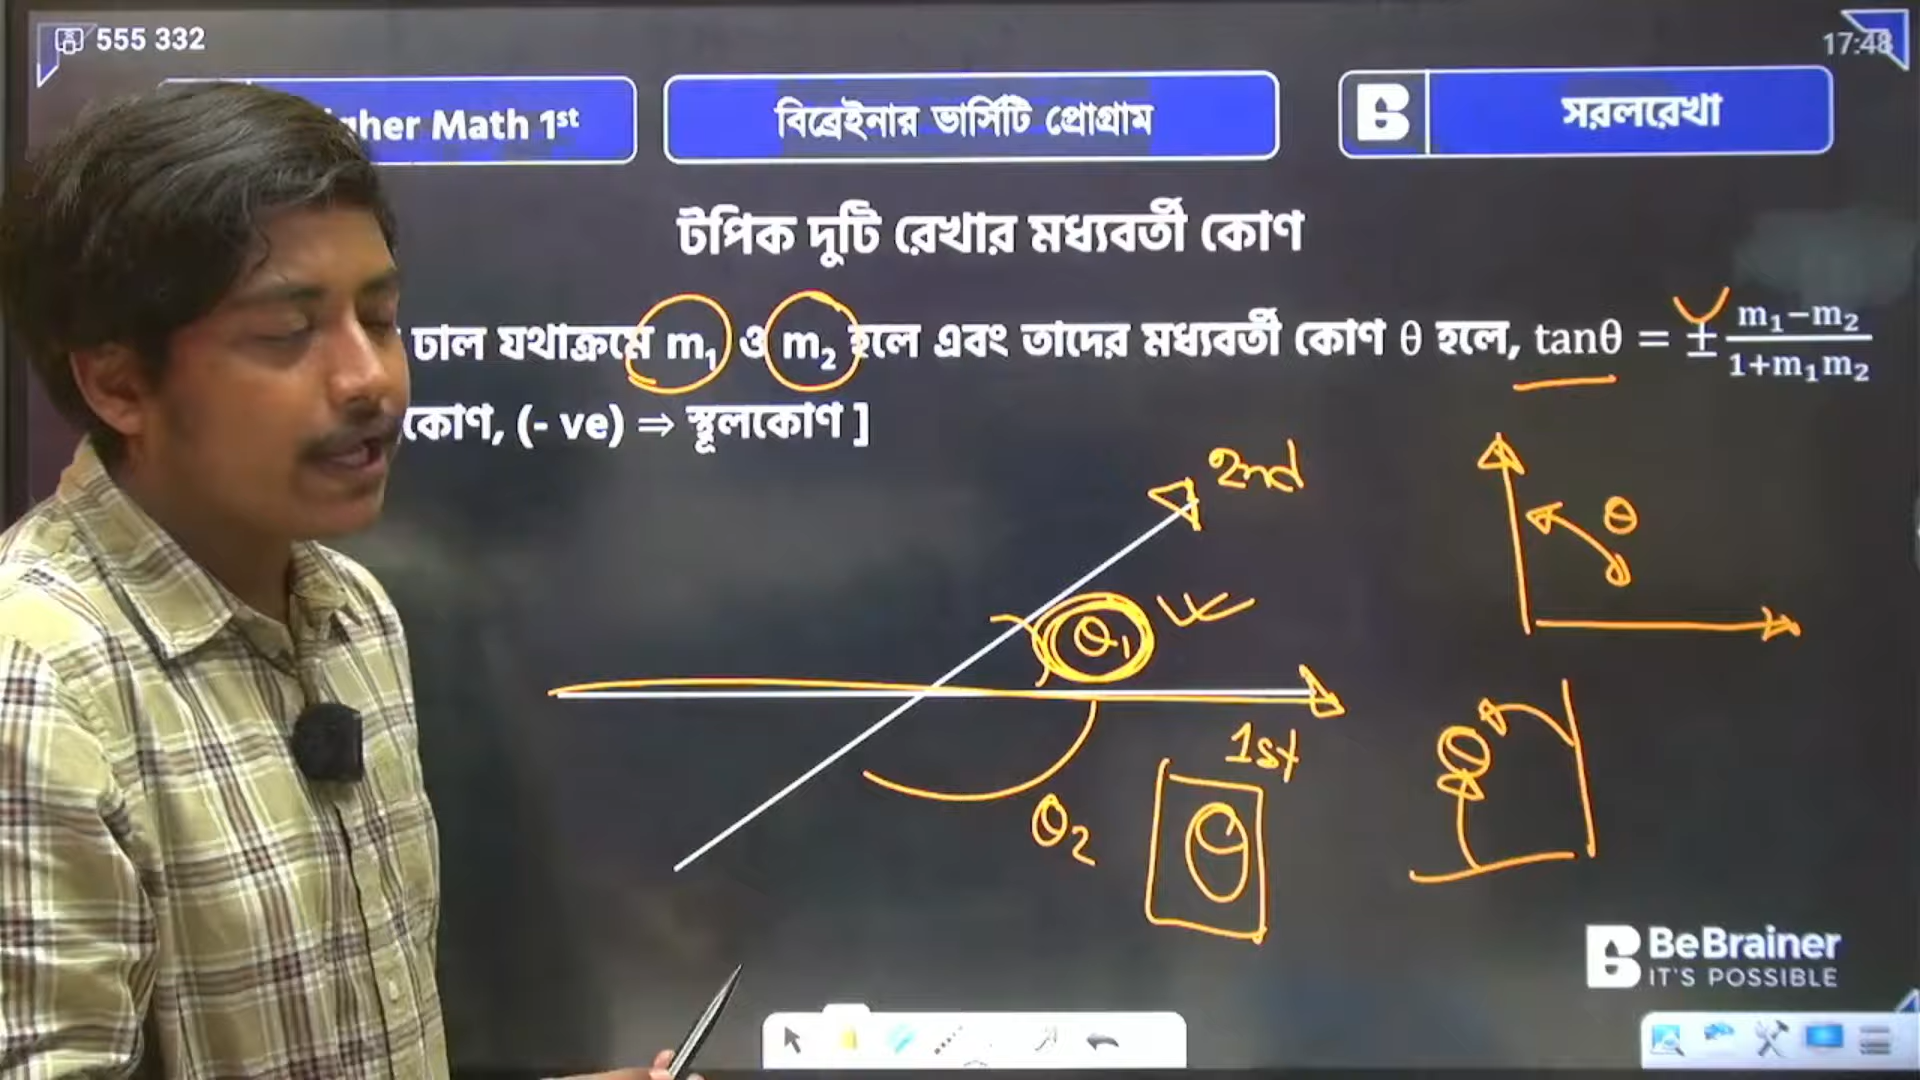 555 332
17:48
gher Math 1st
বিব্রেইনার ভার্সিটি প্রোগ্রাম
B
সরলরেখা
টপিক দুটি রেখার মধ্যবর্তী কোণ
ঢাল যথাক্রমে m₁ ও m₂ হলে এবং তাদের মধ্যবর্তী কোণ θ হলে, tanθ = ± m₁−m₂ / 1+m₁m₂
কোণ, (- ve) ⇒ স্থূলকোণ ]
2nd
θ
θ₁
1st
θ
θ₂
θ
BeBrainer
IT'S POSSIBLE